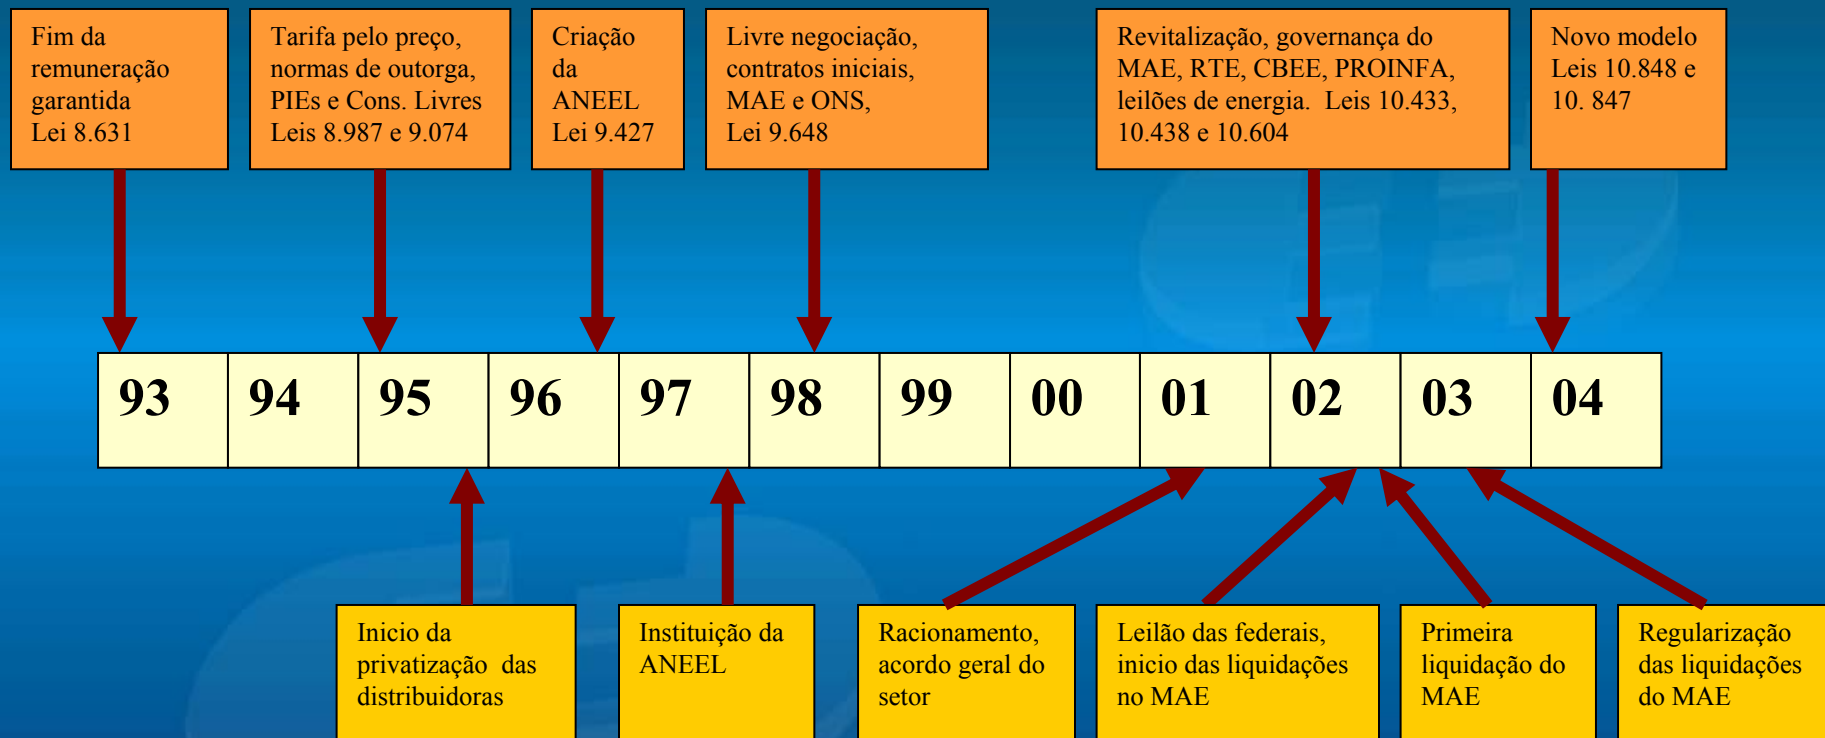 Fim da
remuneração
garantida
Lei 8.631
Tarifa pelo preço,
normas de outorga,
PIEs e Cons. Livres
Leis 8.987 e 9.074
Criação
da
ANEEL
Lei 9.427
Livre negociação,
contratos iniciais,
MAE e ONS,
Lei 9.648
Revitalização, governança do
MAE, RTE, CBEE, PROINFA,
leilões de energia.  Leis 10.433,
10.438 e 10.604
Novo modelo
Leis 10.848 e
10. 847
93 94 95 96 97 98 99 00 01 02 03 04
Inicio da
privatização  das
distribuidoras
Instituição da
ANEEL
Racionamento,
acordo geral do
setor
Leilão das federais,
inicio das liquidações
no MAE
Primeira
liquidação do
MAE
Regularização
das liquidações
do MAE